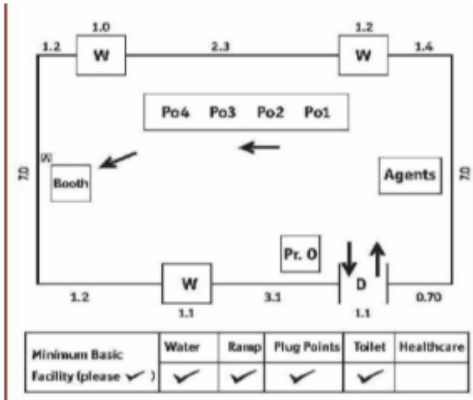 1.0 1.2
1.2 W 2.3 W 1.4
Po4 Po3 Po2 Po1
7.0 Booth Agents 7.0
Pr. O
W D
1.2 3.1 0.70
1.1 1.1
Water Ramp Plug Points Toilet Healthcare
Minimum Basic
Facility (please ✓) ✓ ✓ ✓ ✓